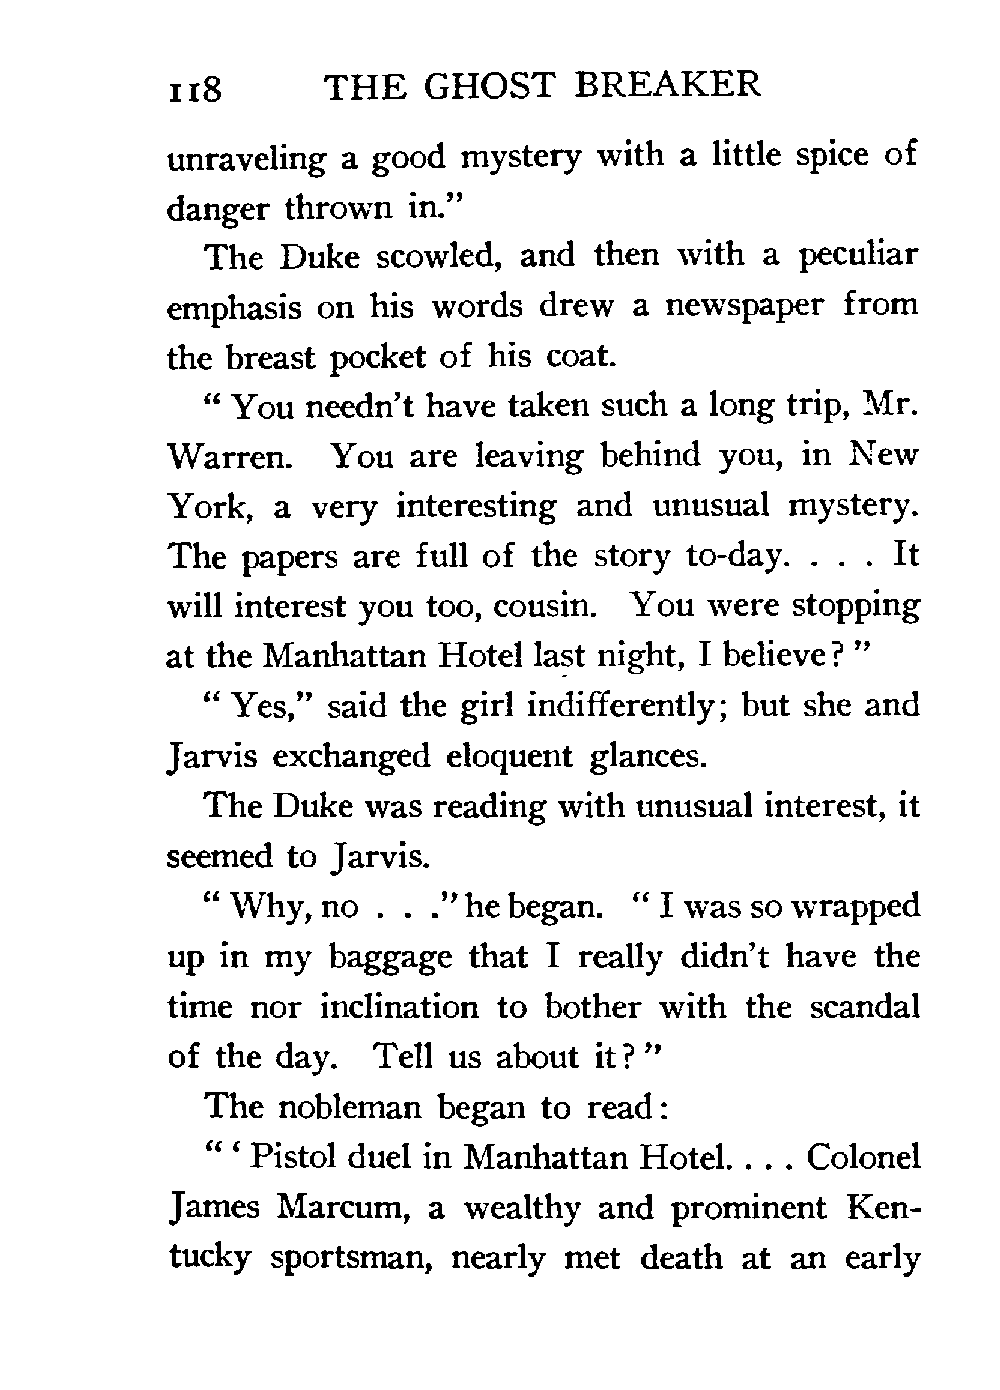 118 THE GHOST BREAKER
unraveling a good mystery with a little spice of
danger thrown in.”
The Duke scowled, and then with a peculiar
emphasis on his words drew a newspaper from
the breast pocket of his coat.
“ You needn’t have taken such a long trip, Mr.
Warren. You are leaving behind you, in New
York, a very interesting and unusual mystery.
The papers are full of the story to-day. . . . It
will interest you too, cousin. You were stopping
at the Manhattan Hotel last night, I believe? ”
“ Yes,” said the girl indifferently; but she and
Jarvis exchanged eloquent glances.
The Duke was reading with unusual interest, it
seemed to Jarvis.
“ Why, no . . .” he began. “ I was so wrapped
up in my baggage that I really didn’t have the
time nor inclination to bother with the scandal
of the day. Tell us about it? ”
The nobleman began to read:
“ ‘ Pistol duel in Manhattan Hotel. . . . Colonel
James Marcum, a wealthy and prominent Ken-
tucky sportsman, nearly met death at an early